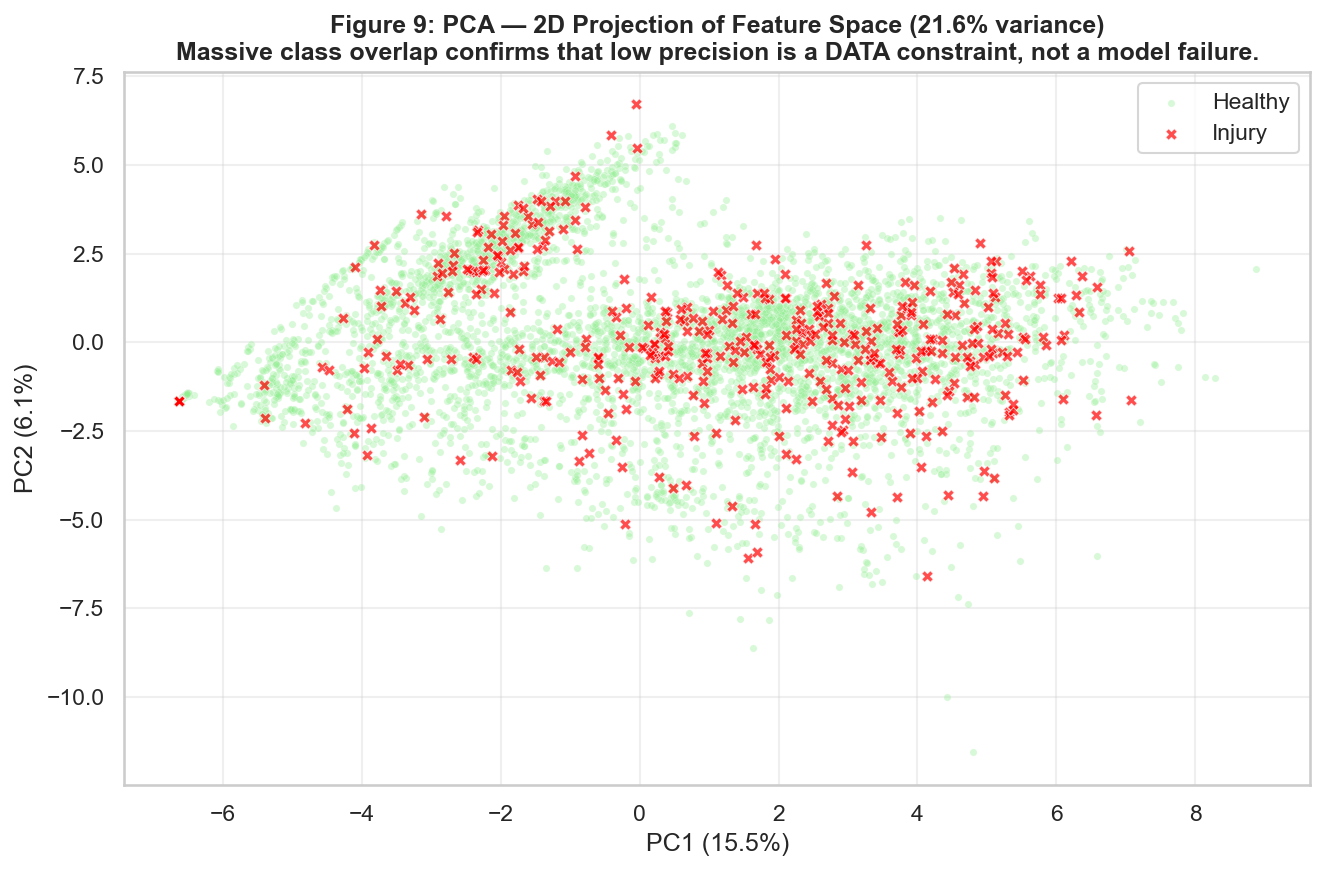 Figure 9: PCA — 2D Projection of Feature Space (21.6% variance)
Massive class overlap confirms that low precision is a DATA constraint, not a model failure.
Healthy
Injury
7.5
5.0
2.5
0.0
−2.5
−5.0
−7.5
−10.0
PC2 (6.1%)
−6
−4
−2
0
2
4
6
8
PC1 (15.5%)